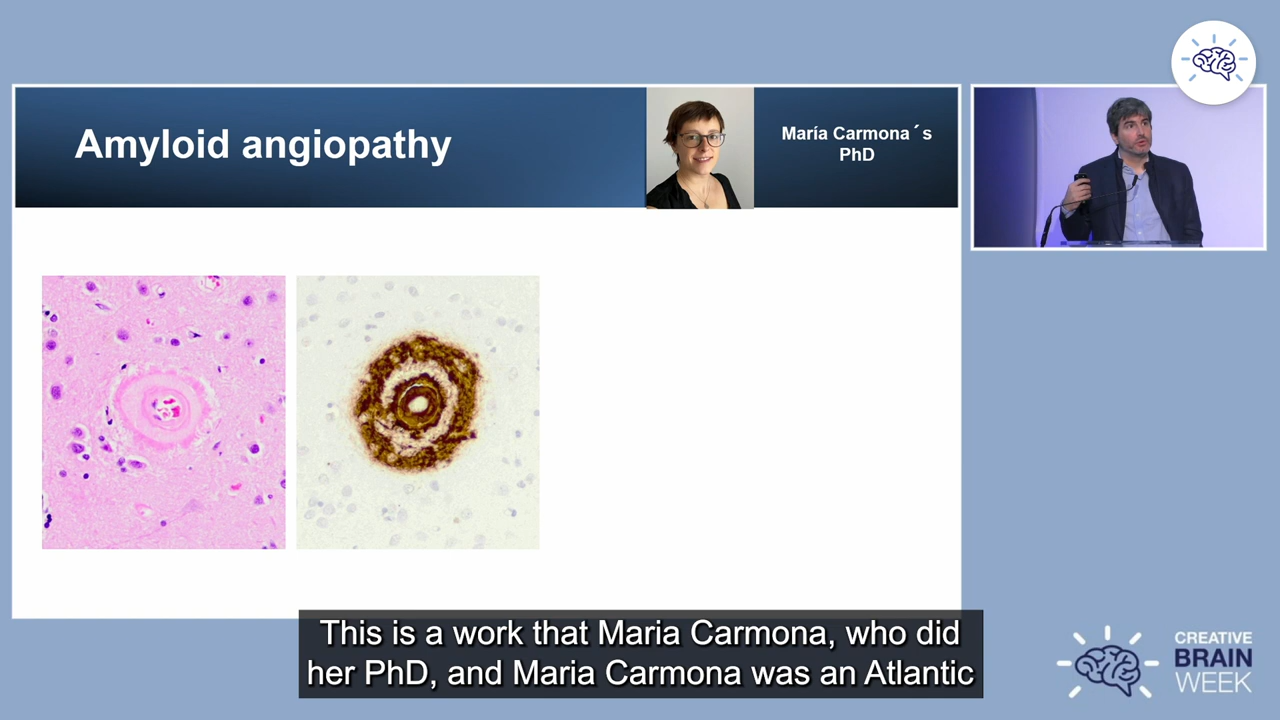 Amyloid angiopathy
María Carmona´s
PhD
This is a work that Maria Carmona, who did
her PhD, and Maria Carmona was an Atlantic
CREATIVE
BRAIN
WEEK